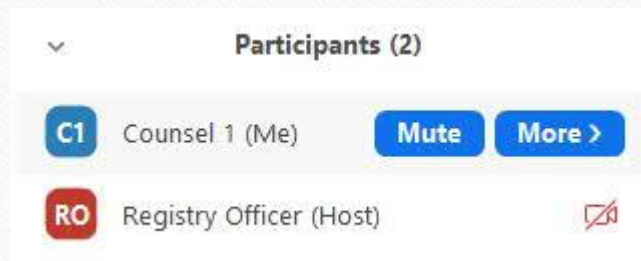 Participants (2)
C1 Counsel 1 (Me) Mute More >
RO Registry Officer (Host)